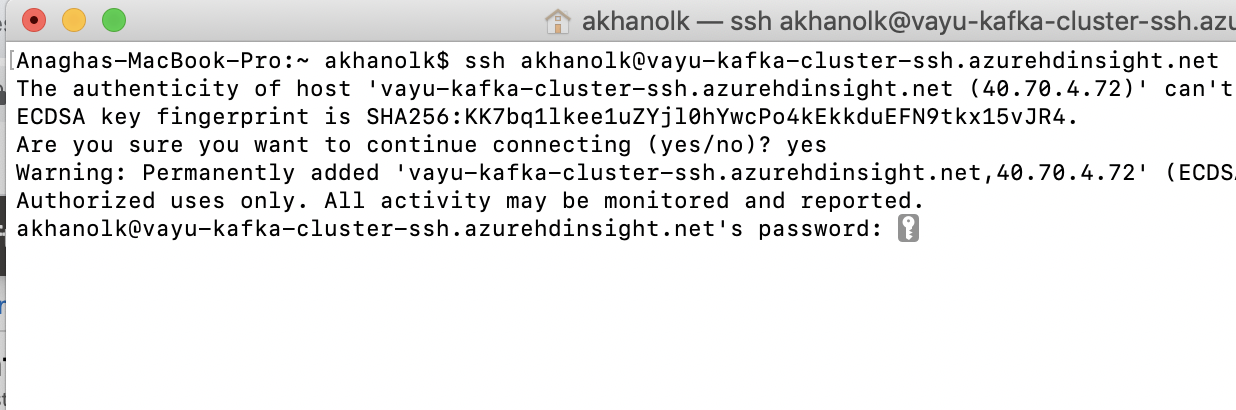 akhanolk — ssh akhanolk@vayu-kafka-cluster-ssh.azu
Anaghas-MacBook-Pro:~ akhanolk$ ssh akhanolk@vayu-kafka-cluster-ssh.azurehdinsight.net
The authenticity of host 'vayu-kafka-cluster-ssh.azurehdinsight.net (40.70.4.72)' can't
ECDSA key fingerprint is SHA256:KK7bq1lkee1uZYjl0hYwcPo4kEkkduEFN9tkx15vJR4.
Are you sure you want to continue connecting (yes/no)? yes
Warning: Permanently added 'vayu-kafka-cluster-ssh.azurehdinsight.net,40.70.4.72' (ECDSA
Authorized uses only. All activity may be monitored and reported.
akhanolk@vayu-kafka-cluster-ssh.azurehdinsight.net's password: